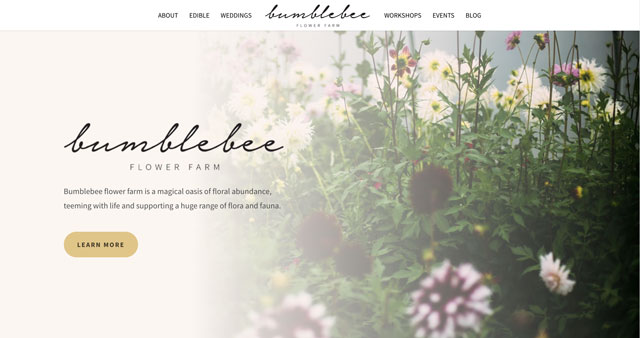 ABOUT EDIBLE WEDDINGS bumblebee WORKSHOPS EVENTS BLOG
FLOWER FARM
bumblebee
FLOWER FARM
Bumblebee flower farm is a magical oasis of floral abundance,
teeming with life and supporting a huge range of flora and fauna.
LEARN MORE